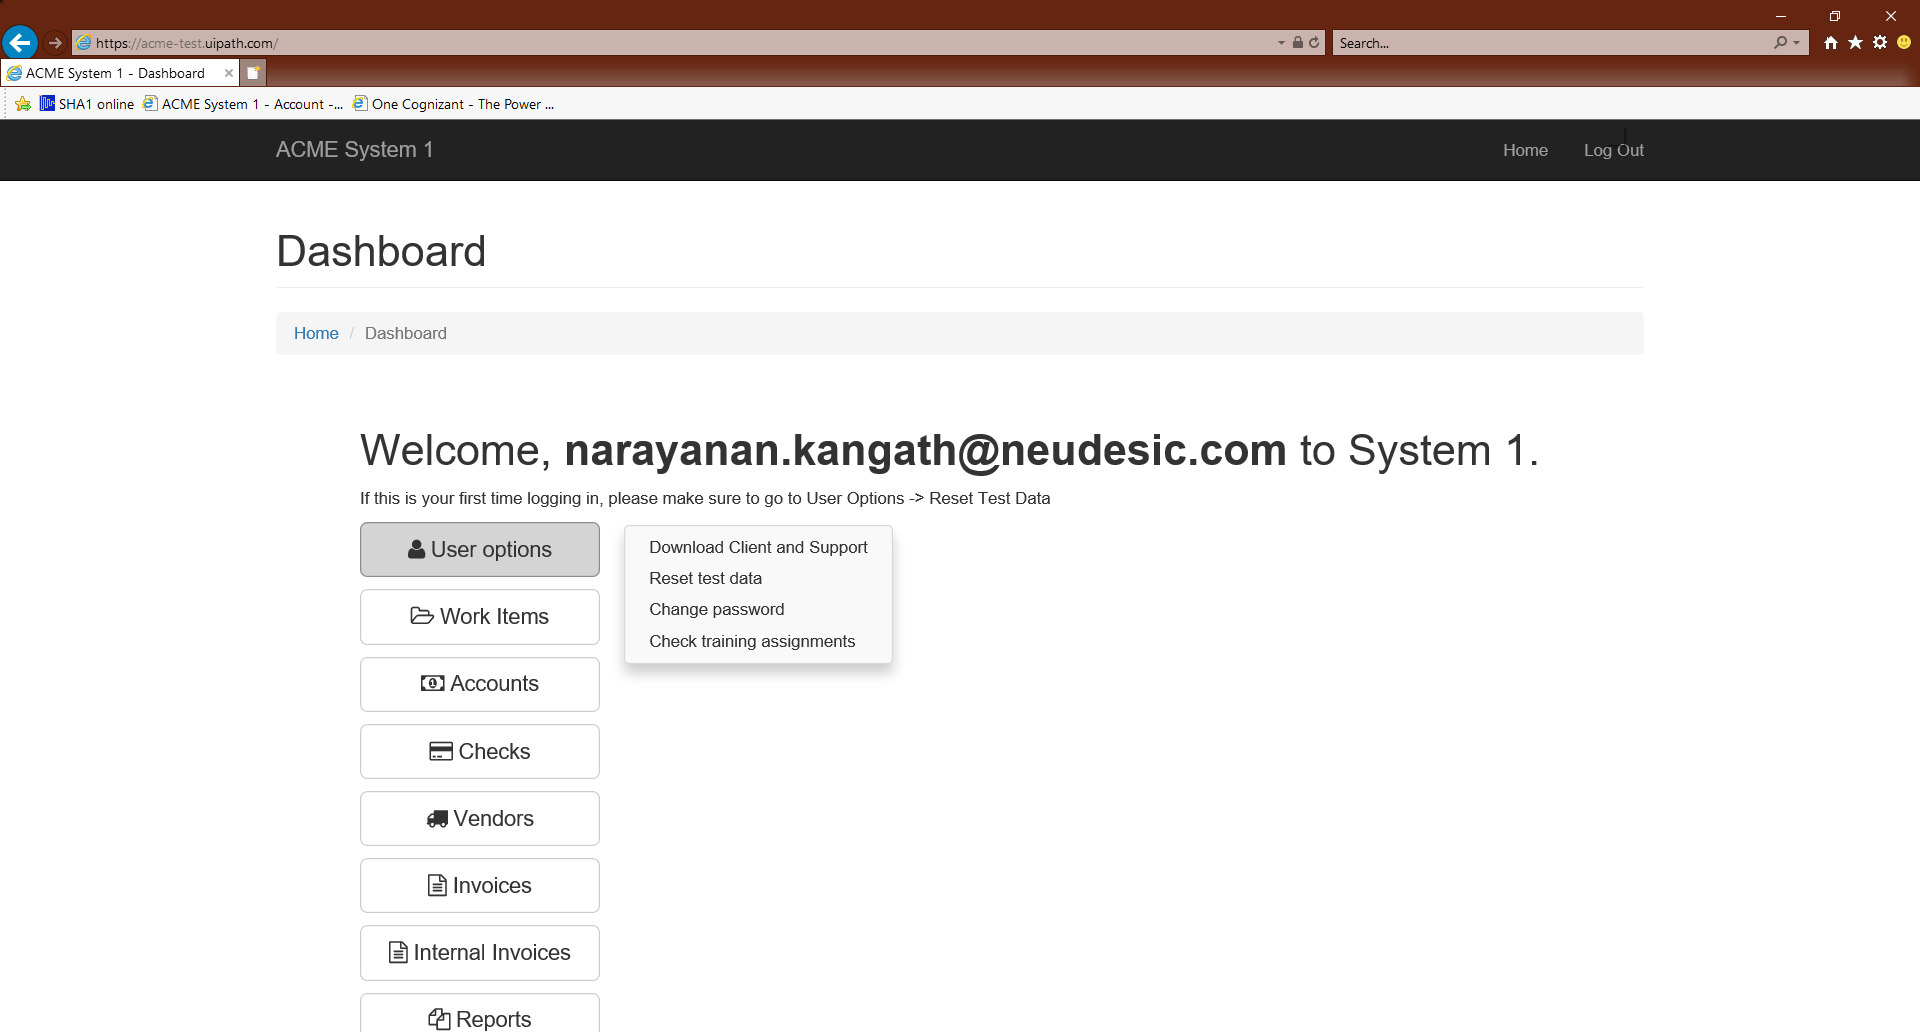 https://acme-test.uipath.com/
Search...
ACME System 1 - Dashboard
SHA1 online
ACME System 1 - Account -...
One Cognizant - The Power ...
ACME System 1
Home
Log Out
Dashboard
Home / Dashboard
Welcome, narayanan.kangath@neudesic.com to System 1.
If this is your first time logging in, please make sure to go to User Options -> Reset Test Data
User options
Download Client and Support
Reset test data
Change password
Check training assignments
Work Items
Accounts
Checks
Vendors
Invoices
Internal Invoices
Reports